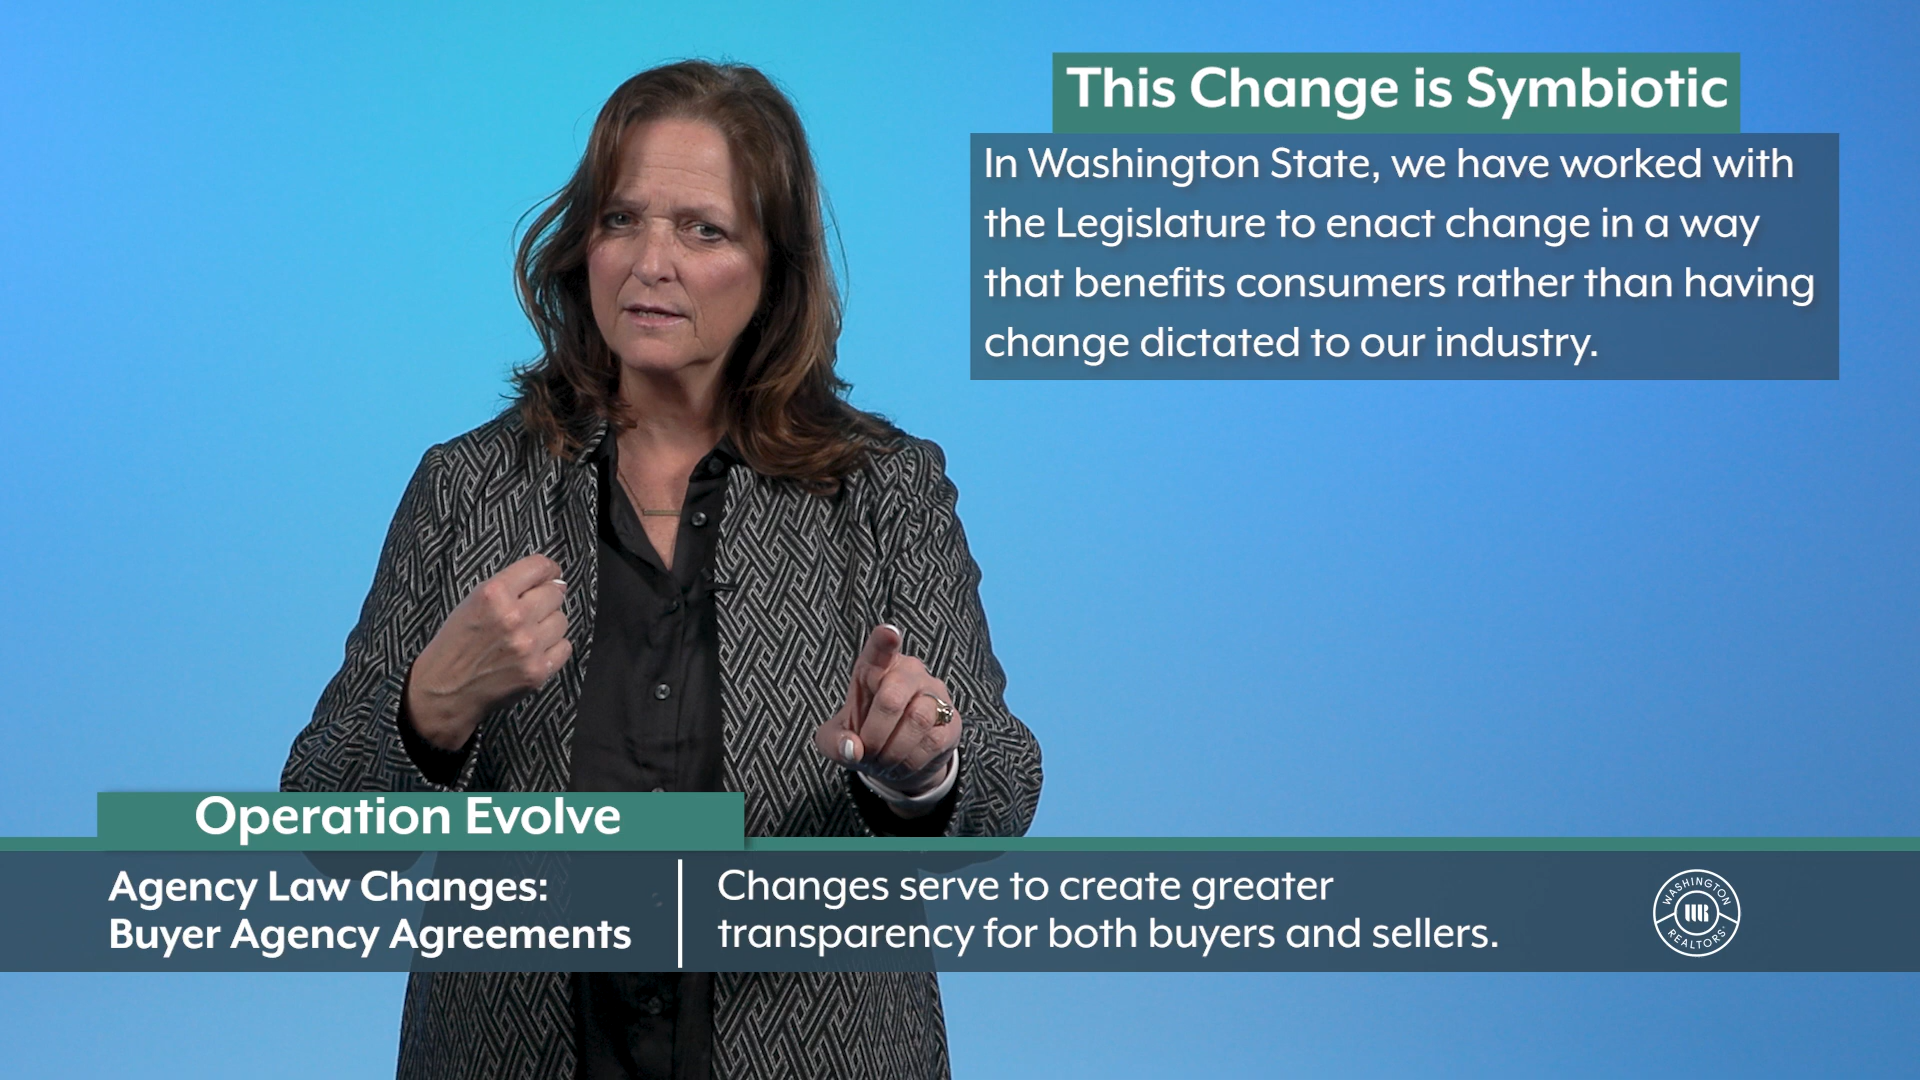 This Change is Symbiotic
In Washington State, we have worked with
the Legislature to enact change in a way
that benefits consumers rather than having
change dictated to our industry.
Operation Evolve
Agency Law Changes:
Buyer Agency Agreements
Changes serve to create greater
transparency for both buyers and sellers.
WASHINGTON
REALTORS